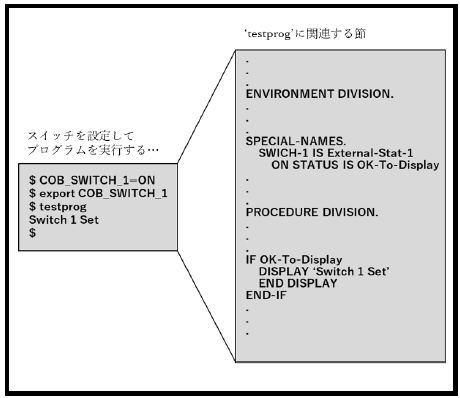 'testprog'に関連する節
.
.
.
ENVIRONMENT DIVISION.
.
.
.
SPECIAL-NAMES.
SWICH-1 IS External-Stat-1
ON STATUS IS OK-To-Display
.
.
.
PROCEDURE DIVISION.
.
.
.
IF OK-To-Display
DISPLAY ‘Switch 1 Set’
END DISPLAY
END-IF
.
.
.
スイッチを設定して
プログラムを実行する…
$ COB_SWITCH_1=ON
$ export COB_SWITCH_1
$ testprog
Switch 1 Set
$